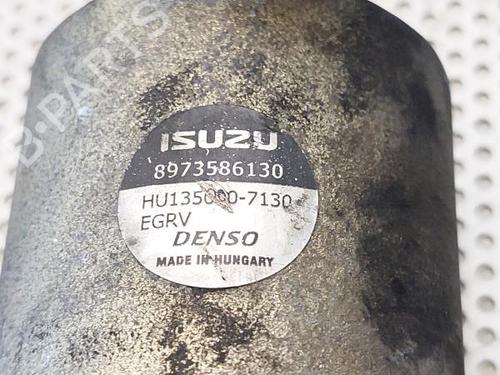 B-PARTS
ISUZU
8973586130
HU135000-7130
EGRV
DENSO
MADE IN HUNGARY